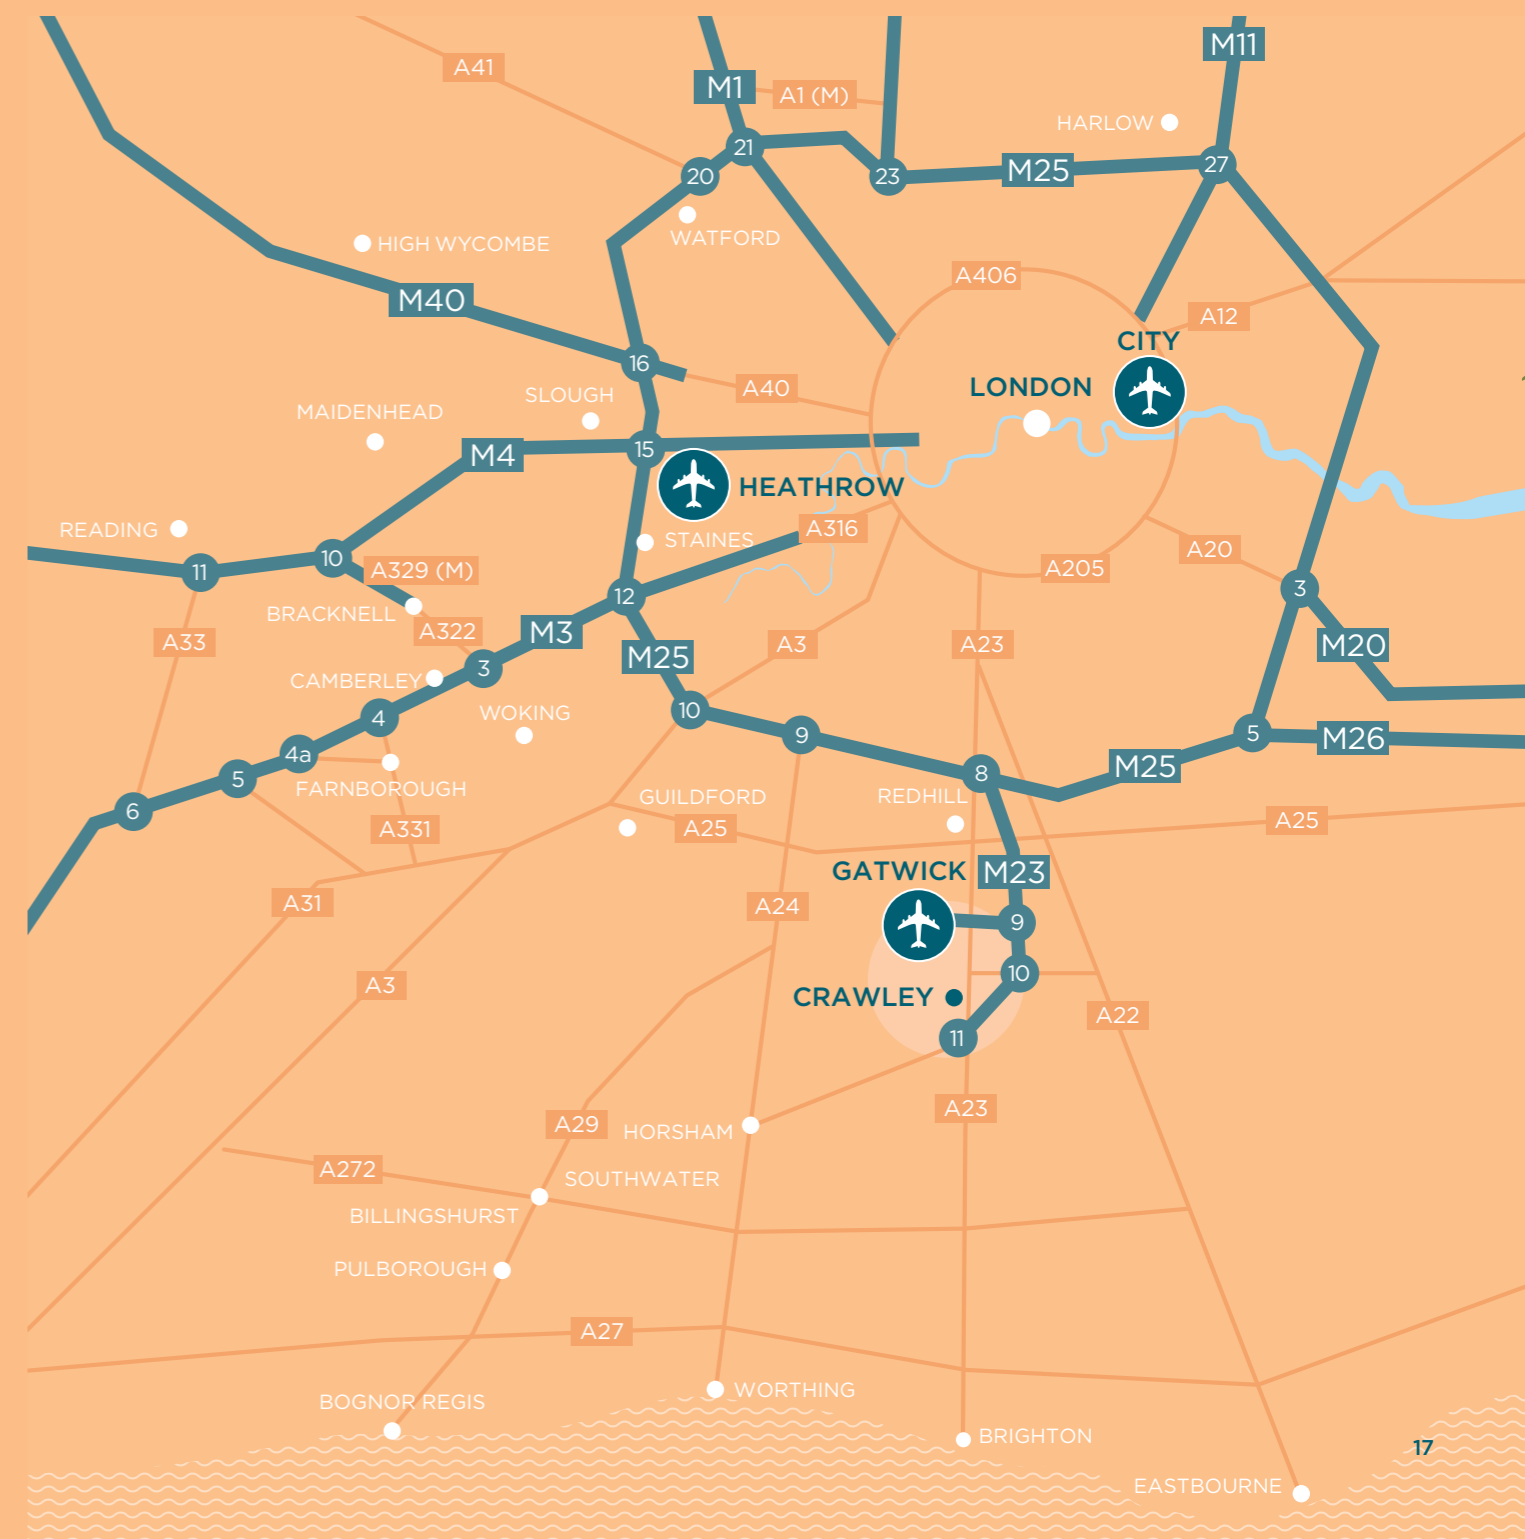 M11
A41
M1
A1 (M)
HARLOW
21
27
20
23
M25
WATFORD
HIGH WYCOMBE
A406
M40
A12
CITY
16
A40
LONDON
SLOUGH
MAIDENHEAD
15
M4
HEATHROW
READING
A316
STAINES
A20
10
A329 (M)
A205
11
3
12
BRACKNELL
A322
M3
A33
A3
A23
M20
M25
3
CAMBERLEY
WOKING
10
4
9
5
M26
4a
M25
8
5
FARNBOROUGH
GUILDFORD
REDHILL
6
A331
A25
A25
GATWICK
M23
A31
A24
9
10
A3
CRAWLEY
A22
11
A23
A29
HORSHAM
A272
SOUTHWATER
BILLINGSHURST
PULBOROUGH
A27
WORTHING
BOGNOR REGIS
BRIGHTON
17
EASTBOURNE